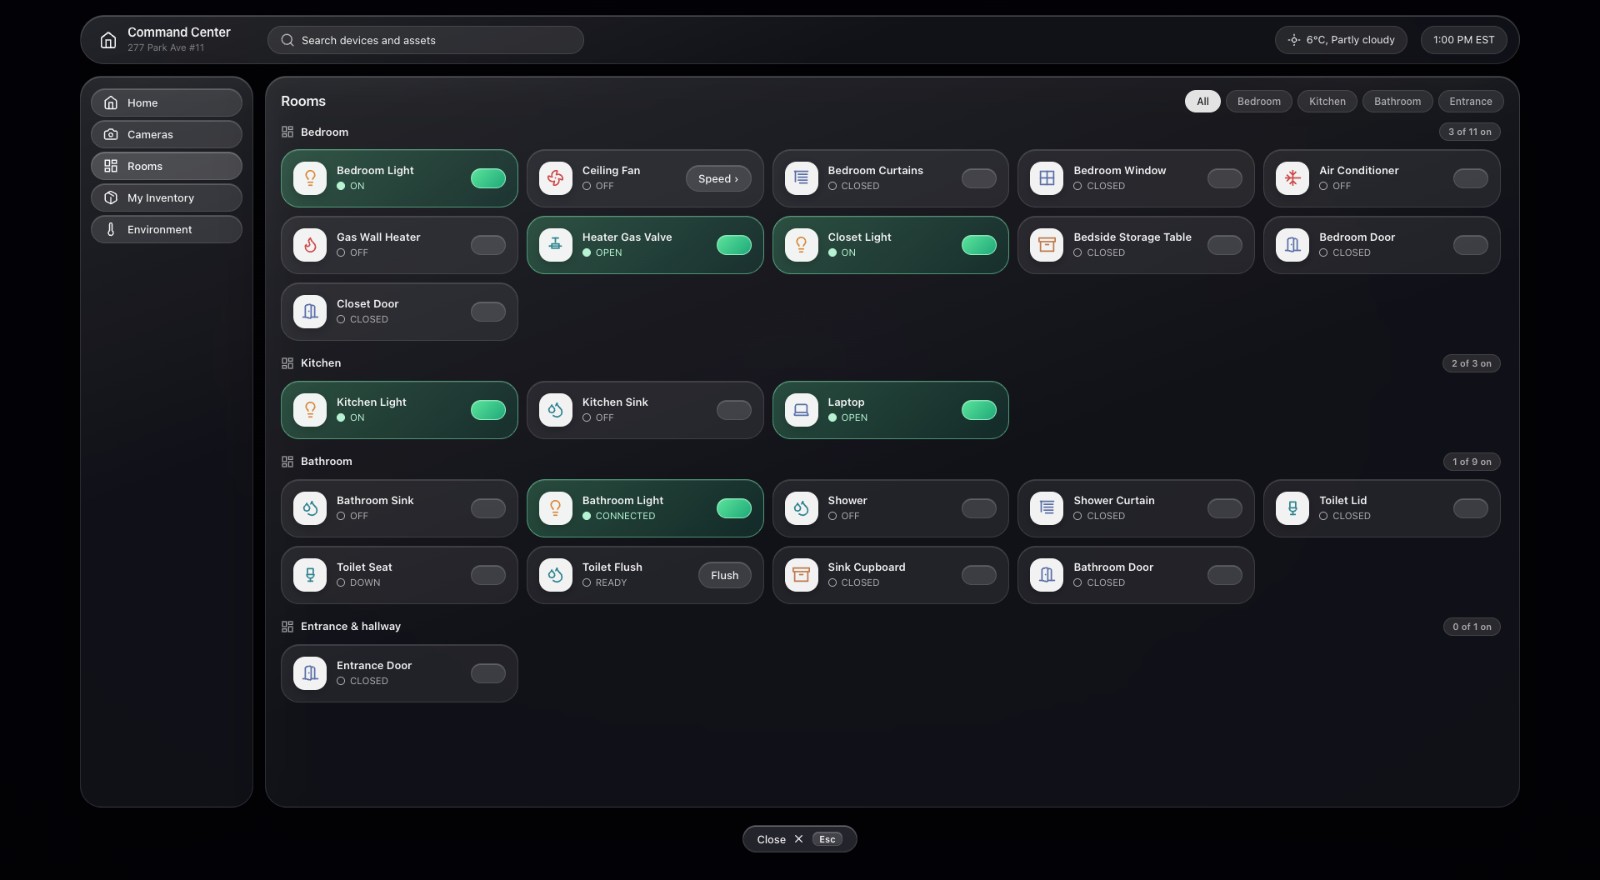 Command Center
277 Park Ave #11
Search devices and assets
6°C, Partly cloudy
1:00 PM EST
Home
Cameras
Rooms
My Inventory
Environment
Rooms
All
Bedroom
Kitchen
Bathroom
Entrance
Bedroom
3 of 11 on
Bedroom Light
ON
Ceiling Fan
OFF
Speed ›
Bedroom Curtains
CLOSED
Bedroom Window
CLOSED
Air Conditioner
OFF
Gas Wall Heater
OFF
Heater Gas Valve
OPEN
Closet Light
ON
Bedside Storage Table
CLOSED
Bedroom Door
CLOSED
Closet Door
CLOSED
Kitchen
2 of 3 on
Kitchen Light
ON
Kitchen Sink
OFF
Laptop
OPEN
Bathroom
1 of 9 on
Bathroom Sink
OFF
Bathroom Light
CONNECTED
Shower
OFF
Shower Curtain
CLOSED
Toilet Lid
CLOSED
Toilet Seat
DOWN
Toilet Flush
READY
Flush
Sink Cupboard
CLOSED
Bathroom Door
CLOSED
Entrance & hallway
0 of 1 on
Entrance Door
CLOSED
Close × Esc